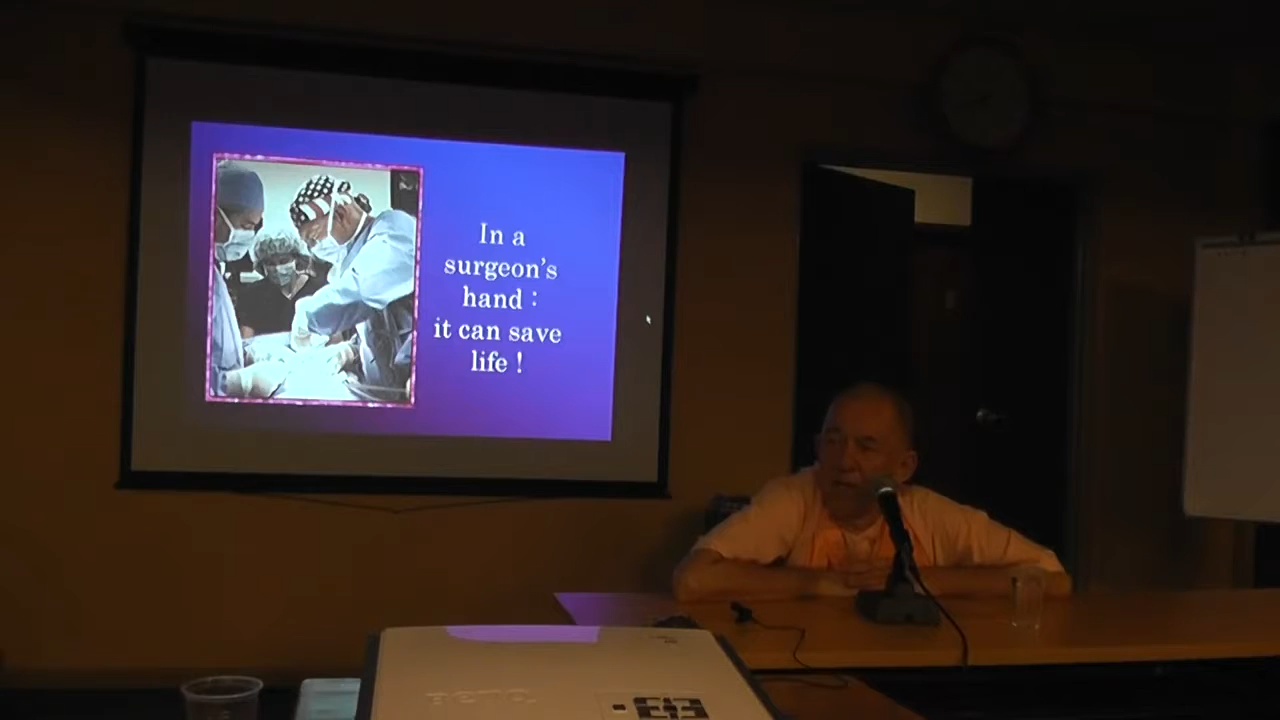 In a
surgeon's
hand :
it can save
life !